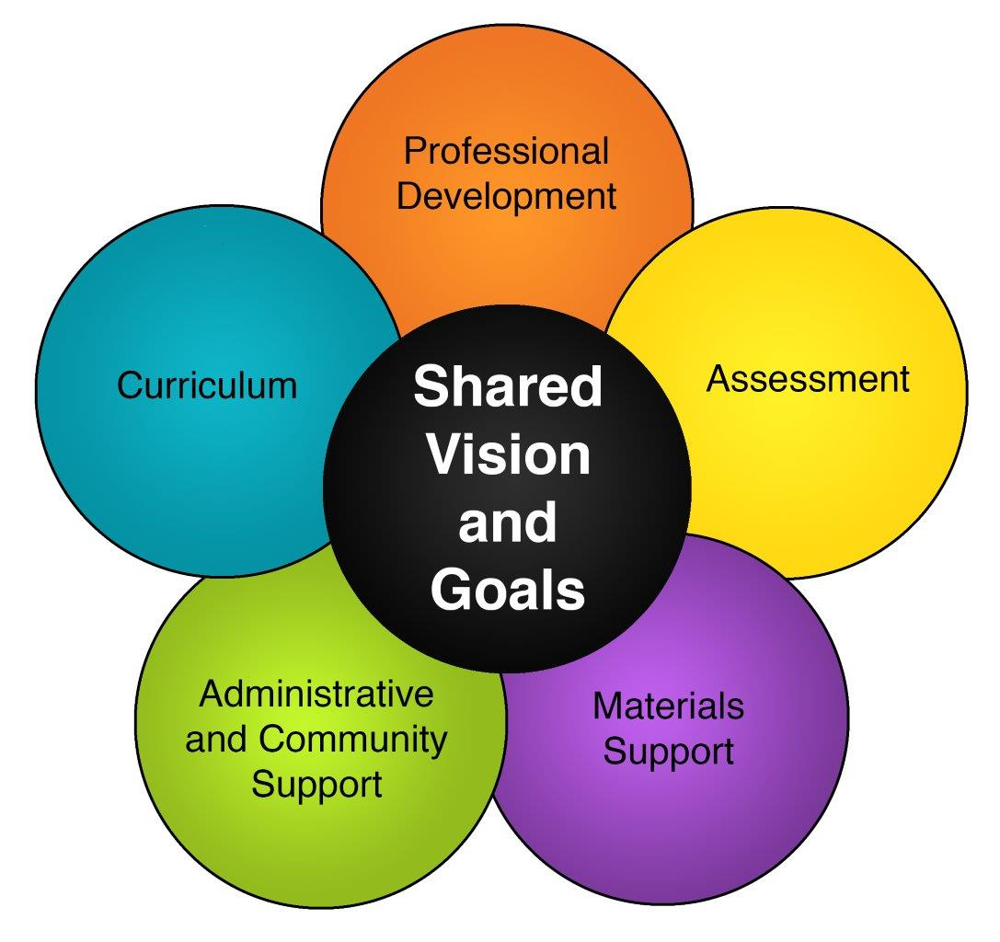 Professional
Development
Curriculum
Assessment
Shared
Vision
and
Goals
Administrative
and Community
Support
Materials
Support